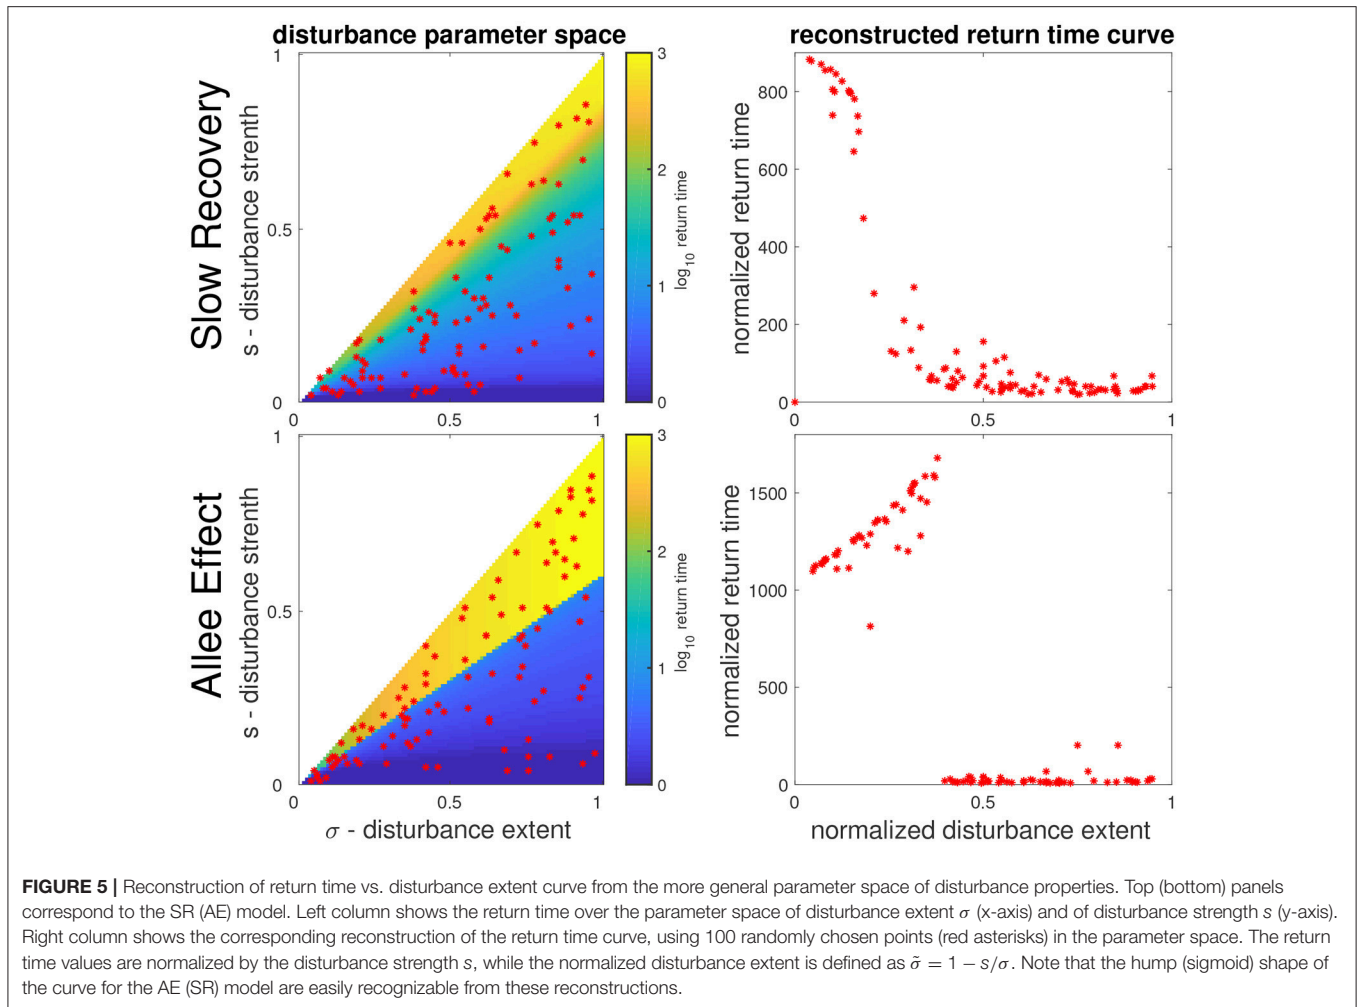 disturbance parameter space
reconstructed return time curve
Slow Recovery
s - disturbance strenth
1
0.5
0
0
0.5
1
3
2
1
0
log10 return time
normalized return time
800
600
400
200
0
0
0.5
1
Allee Effect
s - disturbance strenth
1
0.5
0
0
0.5
1
σ - disturbance extent
3
2
1
0
log10 return time
normalized return time
1500
1000
500
0
0
0.5
1
normalized disturbance extent
FIGURE 5 | Reconstruction of return time vs. disturbance extent curve from the more general parameter space of disturbance properties. Top (bottom) panels
correspond to the SR (AE) model. Left column shows the return time over the parameter space of disturbance extent σ (x-axis) and of disturbance strength s (y-axis).
Right column shows the corresponding reconstruction of the return time curve, using 100 randomly chosen points (red asterisks) in the parameter space. The return
time values are normalized by the disturbance strength s, while the normalized disturbance extent is defined as σ̃ = 1 − s/σ. Note that the hump (sigmoid) shape of
the curve for the AE (SR) model are easily recognizable from these reconstructions.